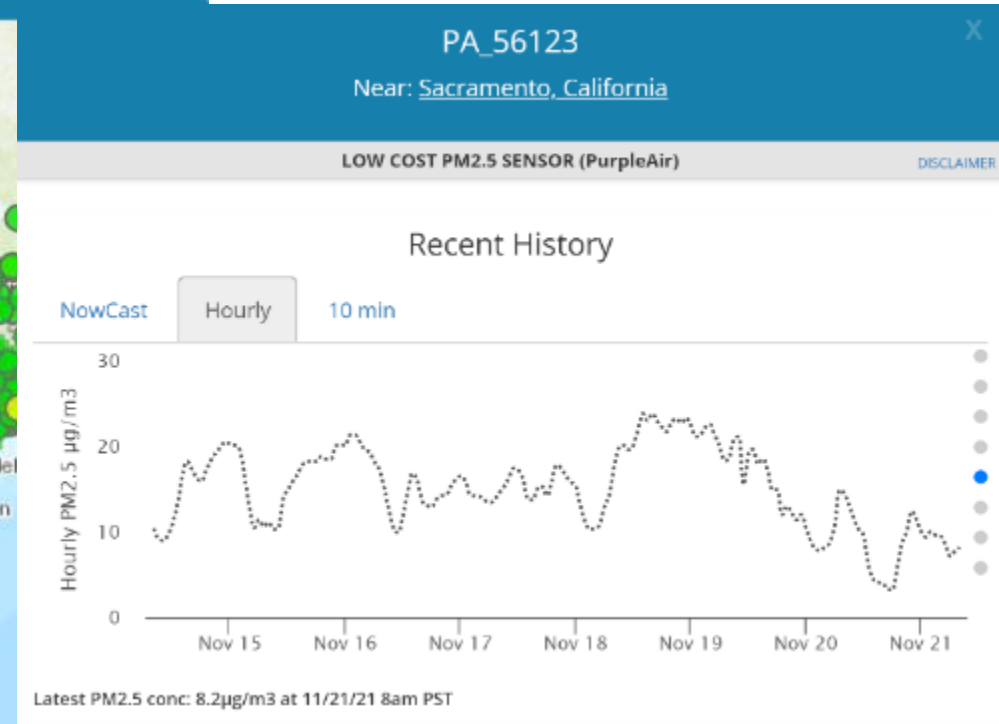 PA_56123
X
Near: Sacramento, California
LOW COST PM2.5 SENSOR (PurpleAir)
DISCLAIMER
Recent History
NowCast
Hourly
10 min
30
20
10
0
Hourly PM2.5 µg/m3
Nov 15
Nov 16
Nov 17
Nov 18
Nov 19
Nov 20
Nov 21
Latest PM2.5 conc: 8.2µg/m3 at 11/21/21 8am PST